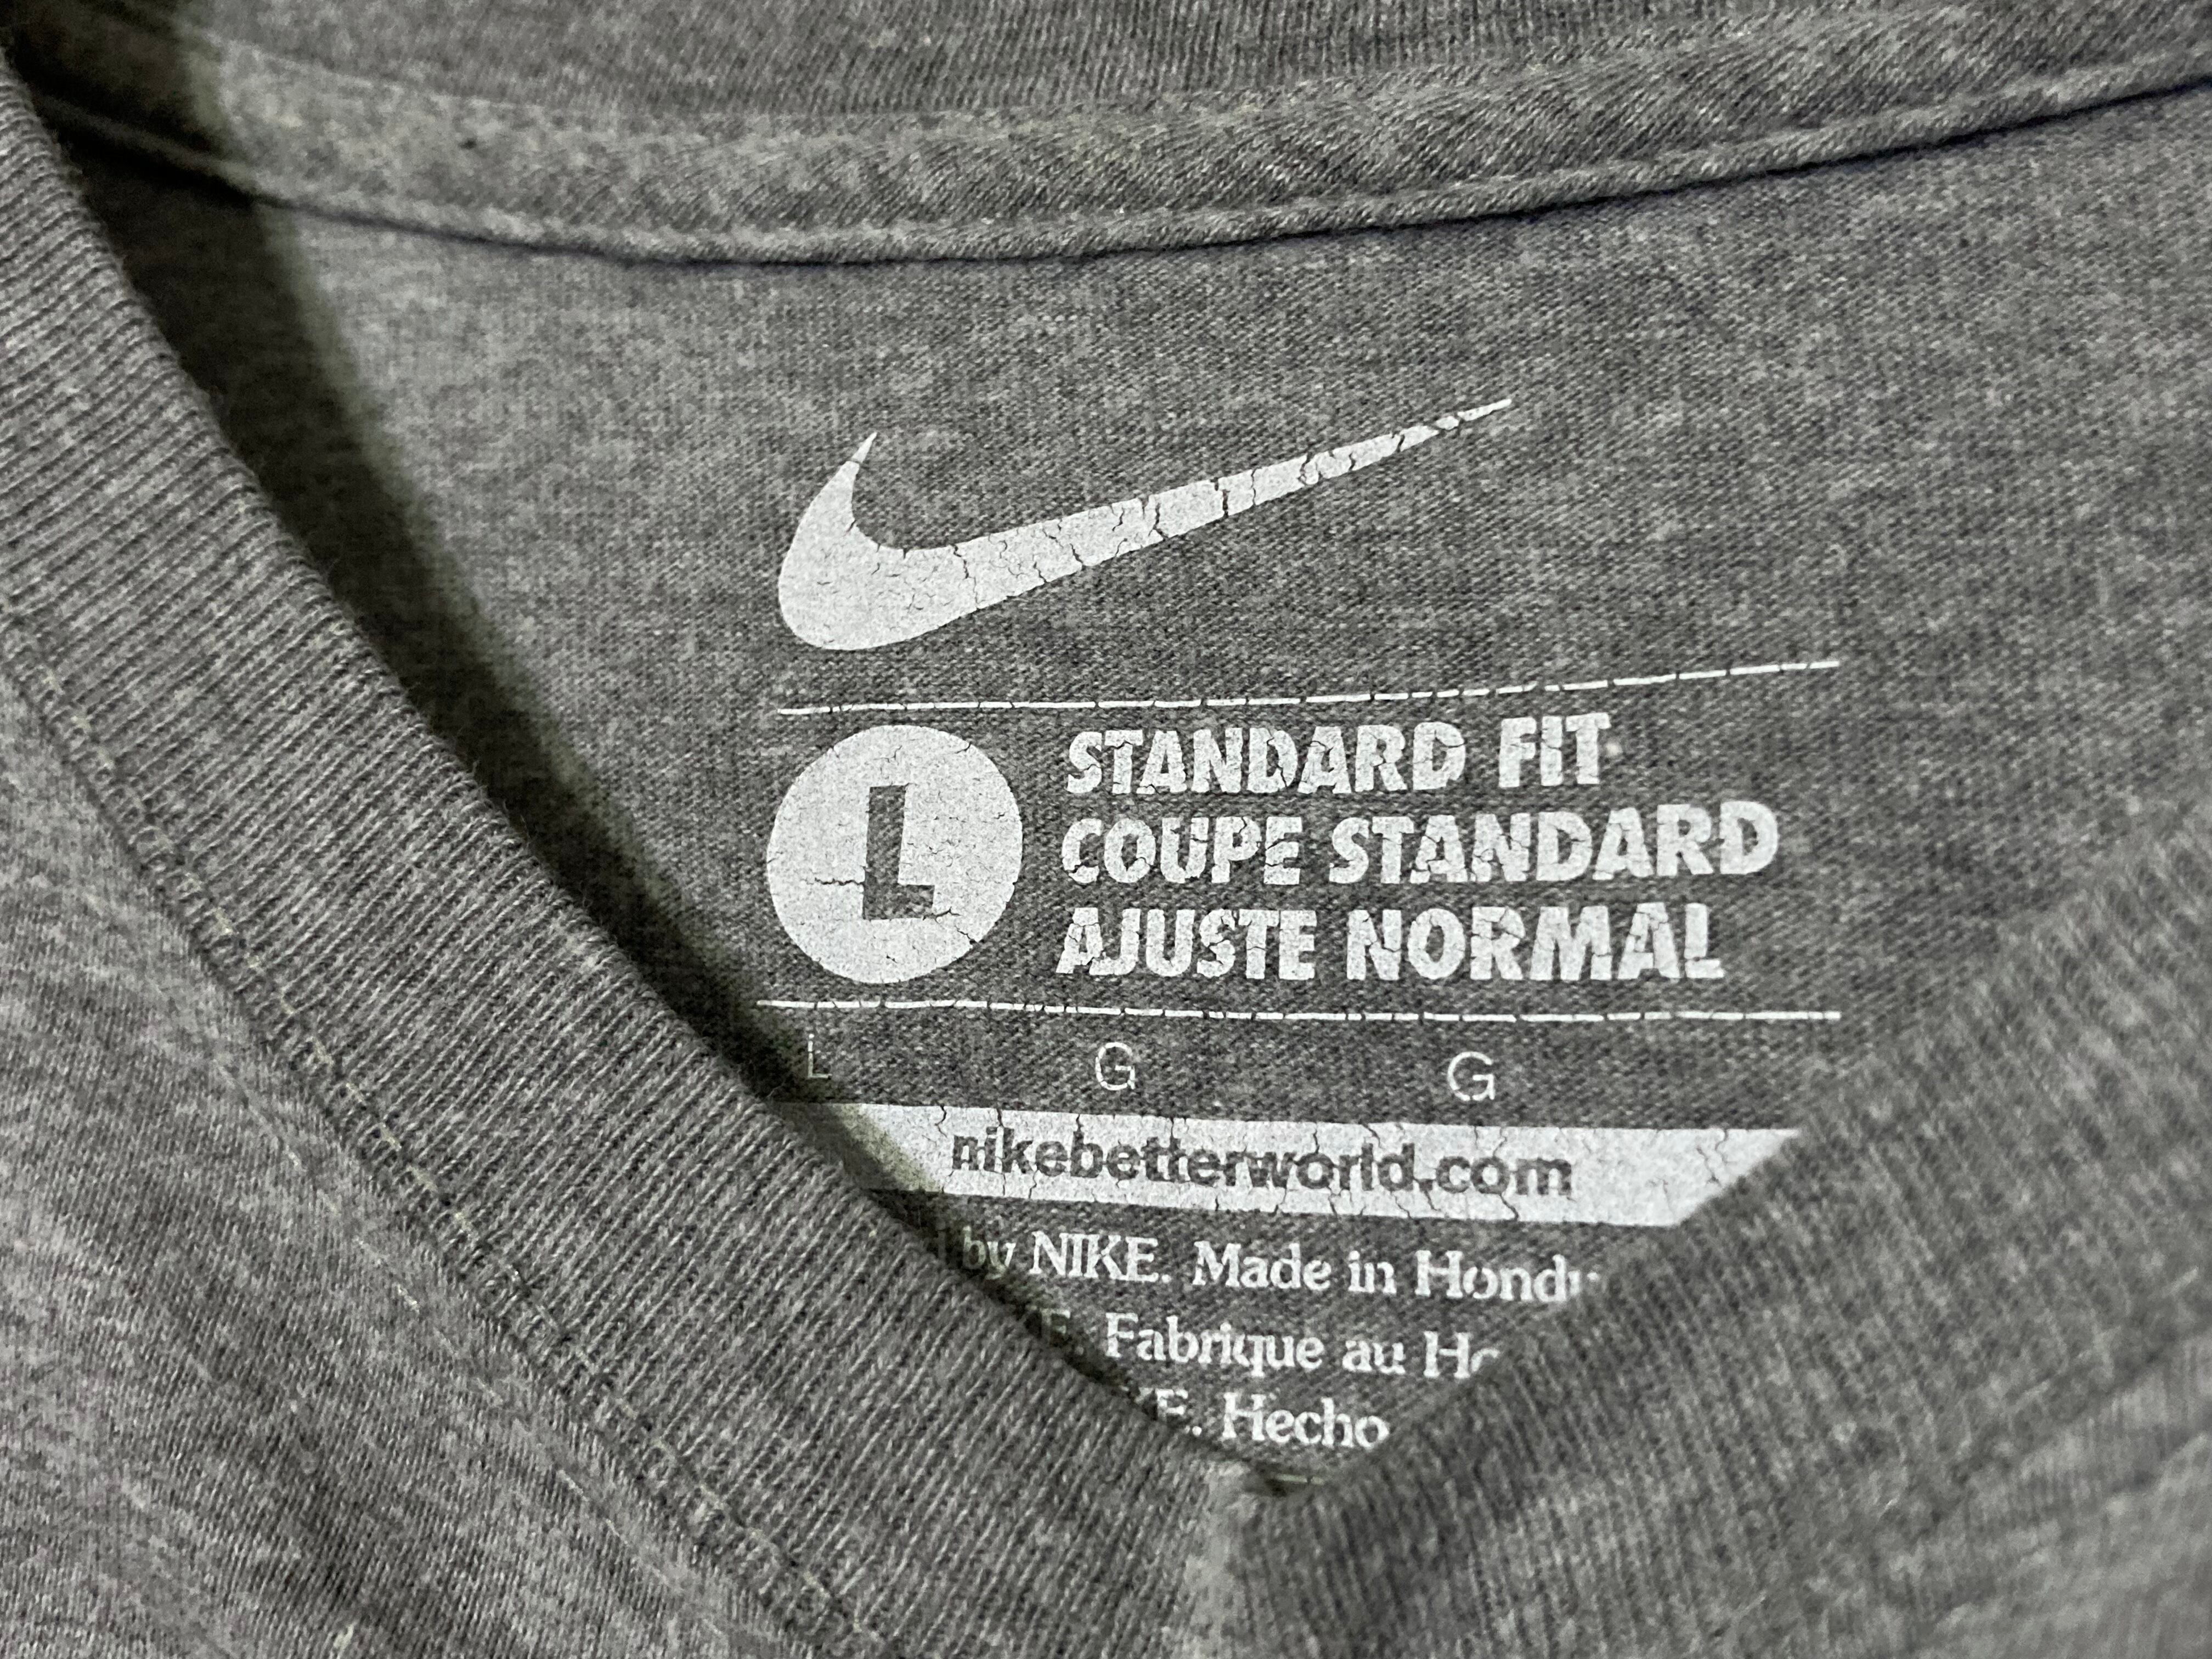 L
STANDARD FIT
COUPE STANDARD
AJUSTE NORMAL
L G G
nikebetterworld.com
by NIKE. Made in
Fabrique au
Hecho